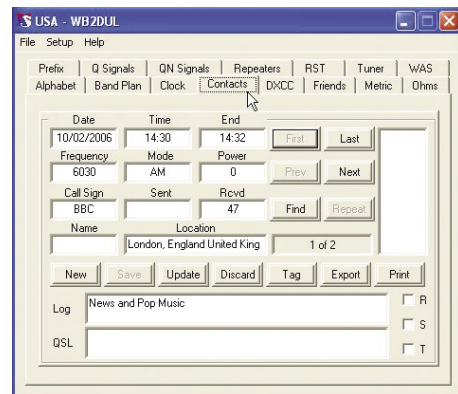 USA - WB2DUL
File Setup Help
Prefix Q Signals QN Signals Repeaters RST Tuner WAS
Alphabet Band Plan Clock Contacts DXCC Friends Metric Ohms
Date Time End
10/02/2006 14:30 14:32 First Last
Frequency Mode Power
6030 AM 0 Prev Next
Call Sign Sent Rcvd
BBC 47 Find Repeat
Name Location
London, England United King 1 of 2
New Save Update Discard Tag Export Print
Log News and Pop Music R
S
QSL T